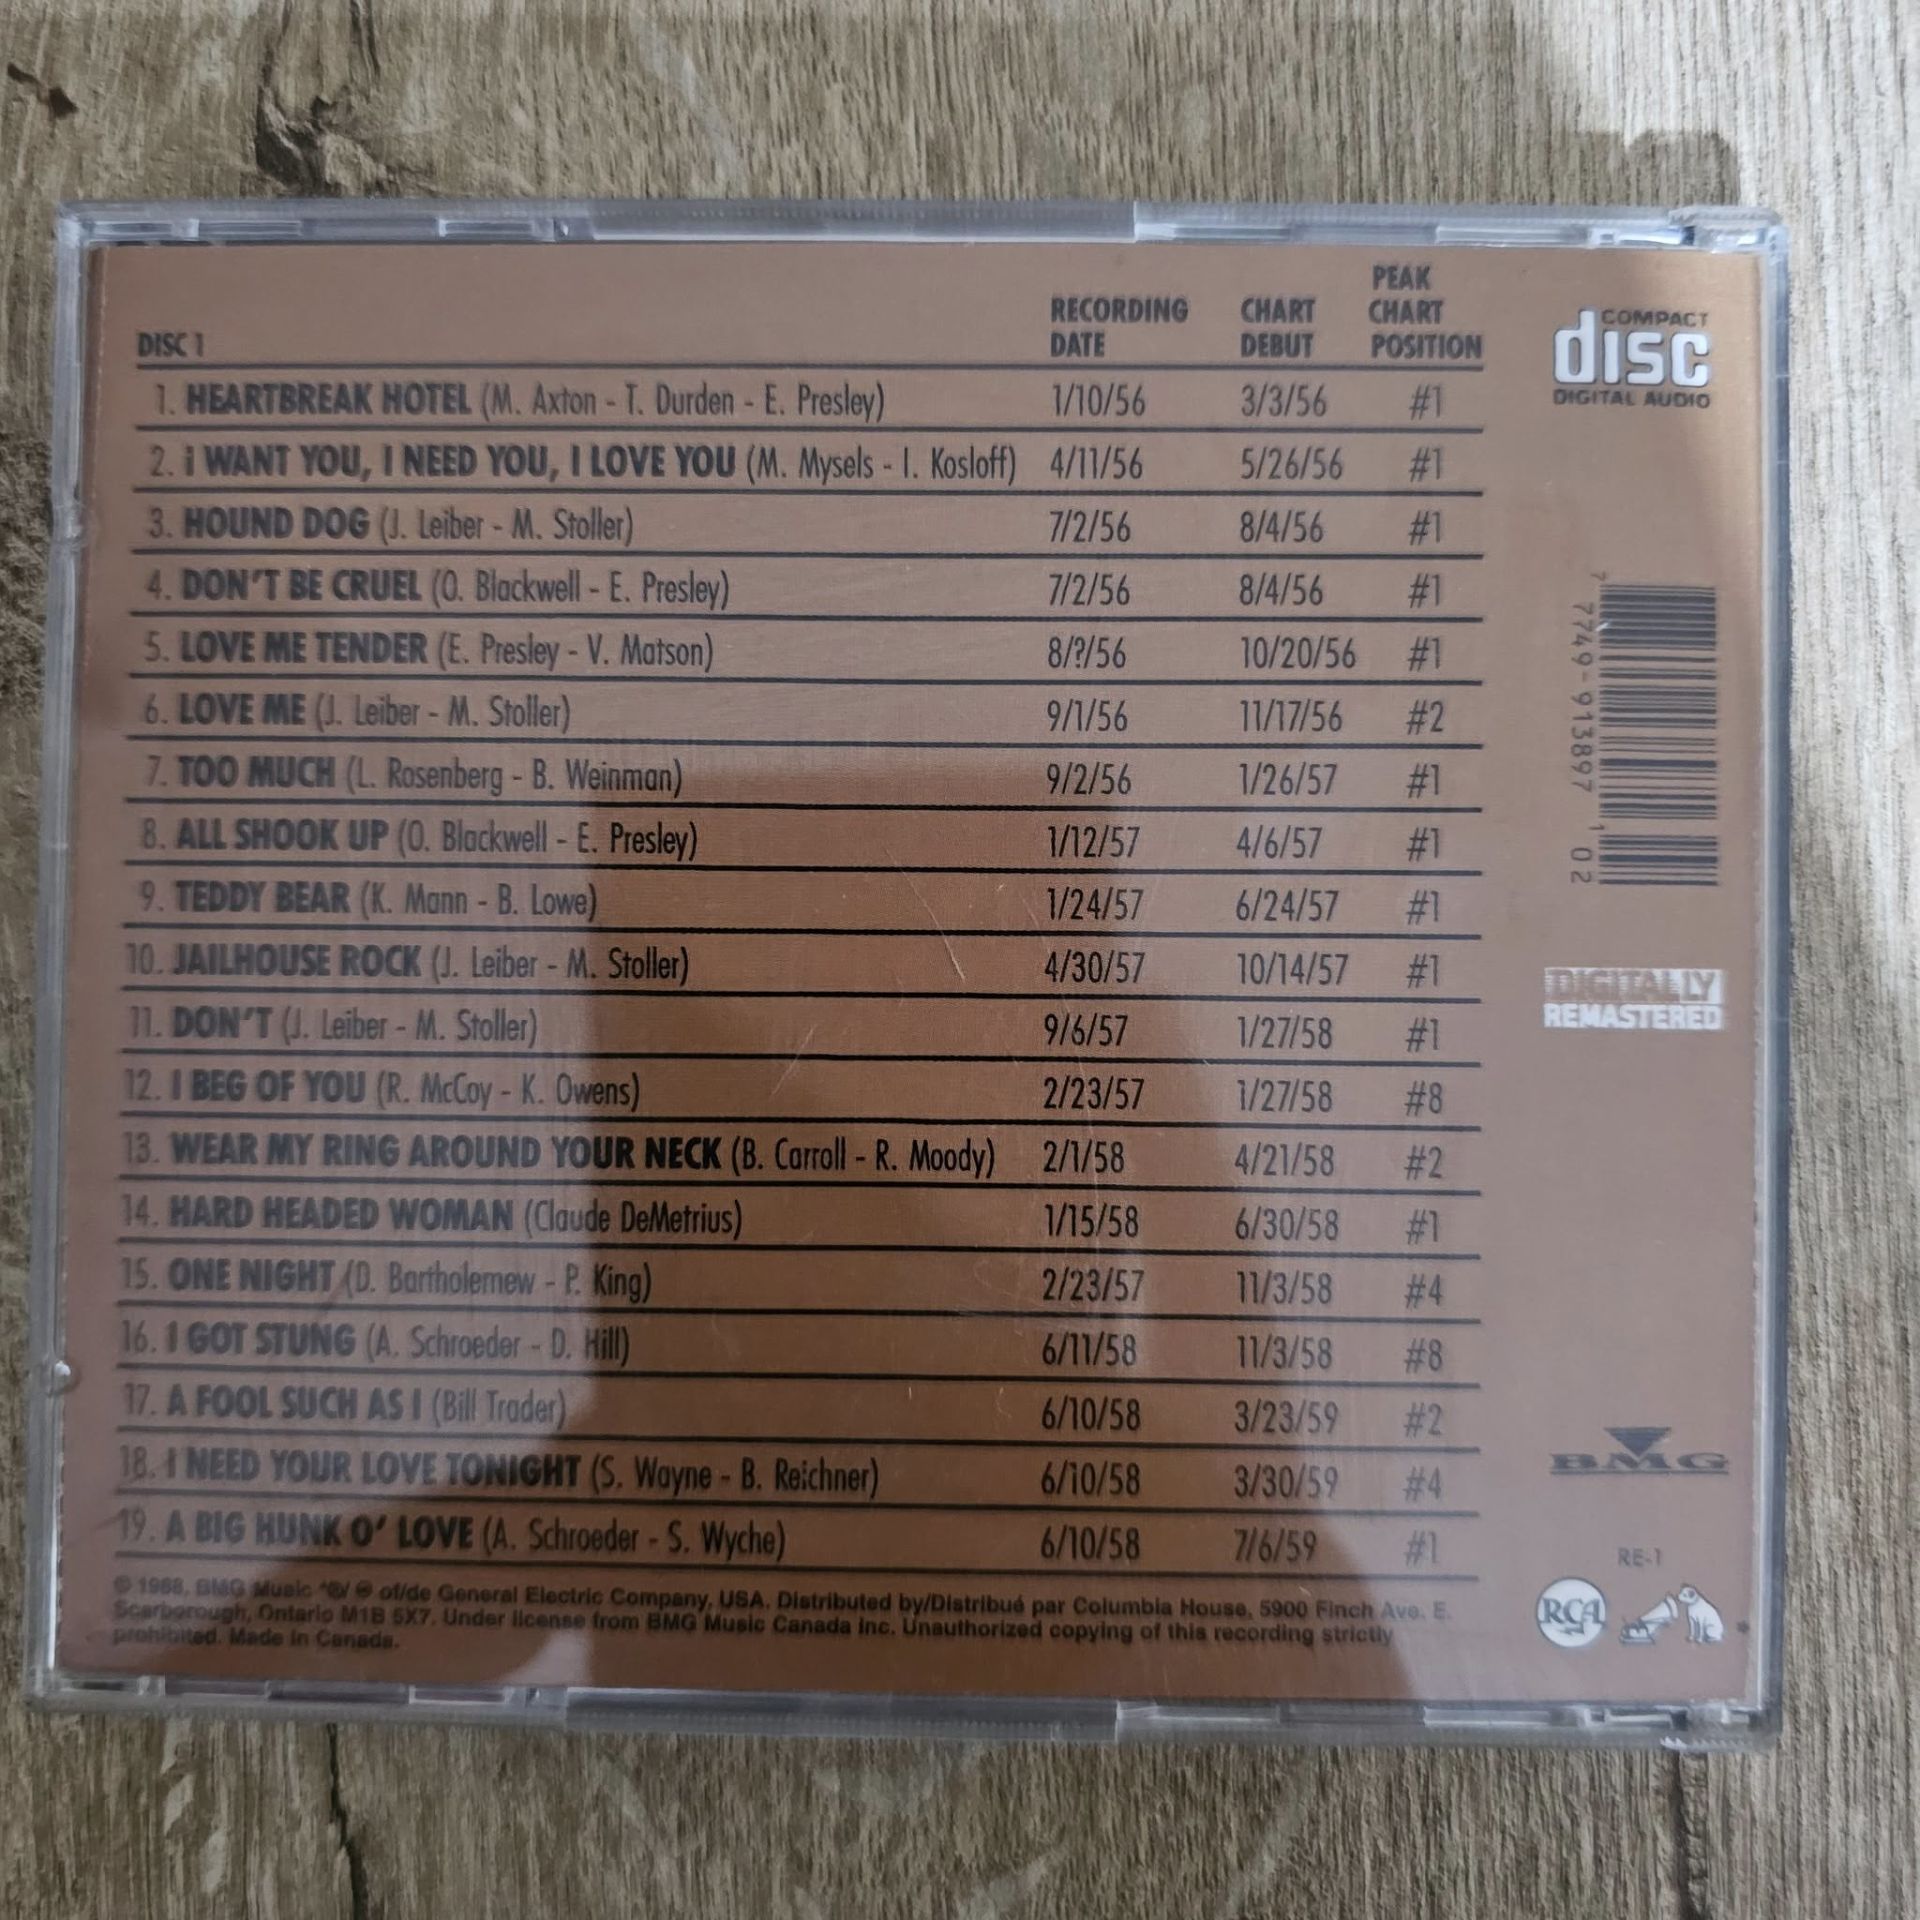 DISC 1 RECORDING DATE CHART DEBUT PEAK CHART POSITION
1. HEARTBREAK HOTEL (M. Axton - T. Durden - E. Presley) 1/10/56 3/3/56 #1
2. I WANT YOU, I NEED YOU, I LOVE YOU (M. Mysels - I. Kosloff) 4/11/56 5/26/56 #1
3. HOUND DOG (J. Leiber - M. Stoller) 7/2/56 8/4/56 #1
4. DON'T BE CRUEL (O. Blackwell - E. Presley) 7/2/56 8/4/56 #1
5. LOVE ME TENDER (E. Presley - V. Matson) 8/?/56 10/20/56 #1
6. LOVE ME (J. Leiber - M. Stoller) 9/1/56 11/17/56 #2
7. TOO MUCH (L. Rosenberg - B. Weinman) 9/2/56 1/26/57 #1
8. ALL SHOOK UP (O. Blackwell - E. Presley) 1/12/57 4/6/57 #1
9. TEDDY BEAR (K. Mann - B. Lowe) 1/24/57 6/24/57 #1
10. JAILHOUSE ROCK (J. Leiber - M. Stoller) 4/30/57 10/14/57 #1
11. DON'T (J. Leiber - M. Stoller) 9/6/57 1/27/58 #1
12. I BEG OF YOU (R. McCoy - K. Owens) 2/23/57 1/27/58 #8
13. WEAR MY RING AROUND YOUR NECK (B. Carroll - R. Moody) 2/1/58 4/21/58 #2
14. HARD HEADED WOMAN (Claude DeMetrius) 1/15/58 6/30/58 #1
15. ONE NIGHT (D. Bartholemew - P. King) 2/23/57 11/3/58 #4
16. I GOT STUNG (A. Schroeder - D. Hill) 6/11/58 11/3/58 #8
17. A FOOL SUCH AS I (Bill Trader) 6/10/58 3/23/59 #2
18. I NEED YOUR LOVE TONIGHT (S. Wayne - B. Reichner) 6/10/58 3/30/59 #4
19. A BIG HUNK O' LOVE (A. Schroeder - S. Wyche) 6/10/58 7/6/59 #1
© 1988, BMG Music *®/ of/de General Electric Company, USA. Distributed by/Distribué par Columbia House, 5900 Finch Ave. E.
Scarborough, Ontario M1B 5X7. Under license from BMG Music Canada Inc. Unauthorized copying of this recording strictly
prohibited. Made in Canada.
COMPACT
disc
DIGITAL AUDIO
7 7749-913897 1 02
DIGITALLY
REMASTERED
BMG
RE-1
RCA *